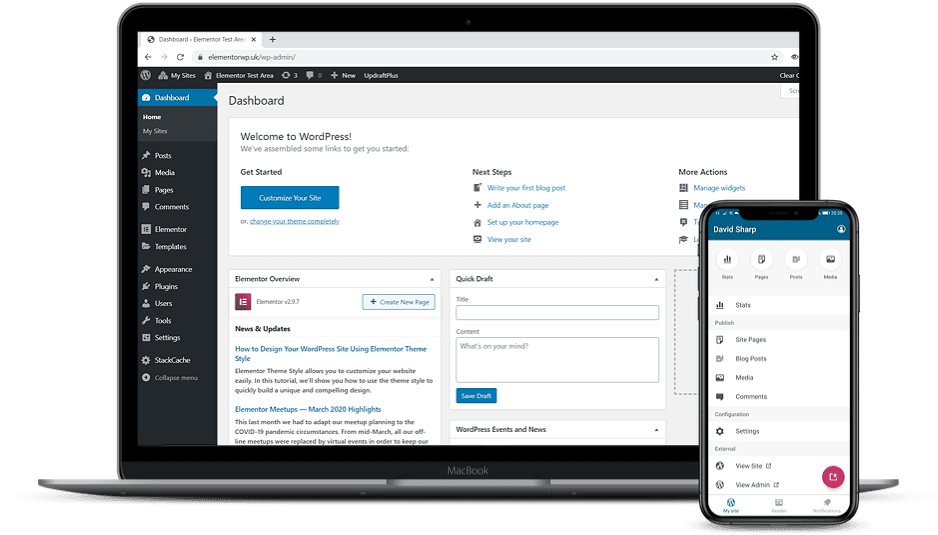 Dashboard ‹ Elementor Test Area
elementorwp.uk/wp-admin/
My Sites Elementor Test Area 3 0 New UpdraftPlus
Dashboard
Home
My Sites
Posts
Media
Pages
Comments
Elementor
Templates
Appearance
Plugins
Users
Tools
Settings
StackCache
Collapse menu
Dashboard
Welcome to WordPress!
We've assembled some links to get you started:
Get Started
Customize Your Site
or, change your theme completely
Next Steps
Write your first blog post
Add an About page
Set up your homepage
View your site
More Actions
Manage widgets
Elementor Overview
Elementor v2.9.7
Create New Page
News & Updates
How to Design Your WordPress Site Using Elementor Theme
Style
Elementor Theme Style allows you to customize your website
easily. In this tutorial, we'll show you how to use the theme style to
quickly build a unique and compelling design.
Elementor Meetups — March 2020 Highlights
This last month we had to adapt our meetup planning to the
COVID-19 pandemic circumstances. From mid-March, all our off-
line meetups were replaced by virtual events in order to keep our
Quick Draft
Title
Content
What's on your mind?
Save Draft
WordPress Events and News
MacBook
20:35
David Sharp
Stats
Pages
Posts
Media
Stats
Publish
Site Pages
Blog Posts
Media
Comments
Configuration
Settings
External
View Site
View Admin
My site
Reader
Notifications